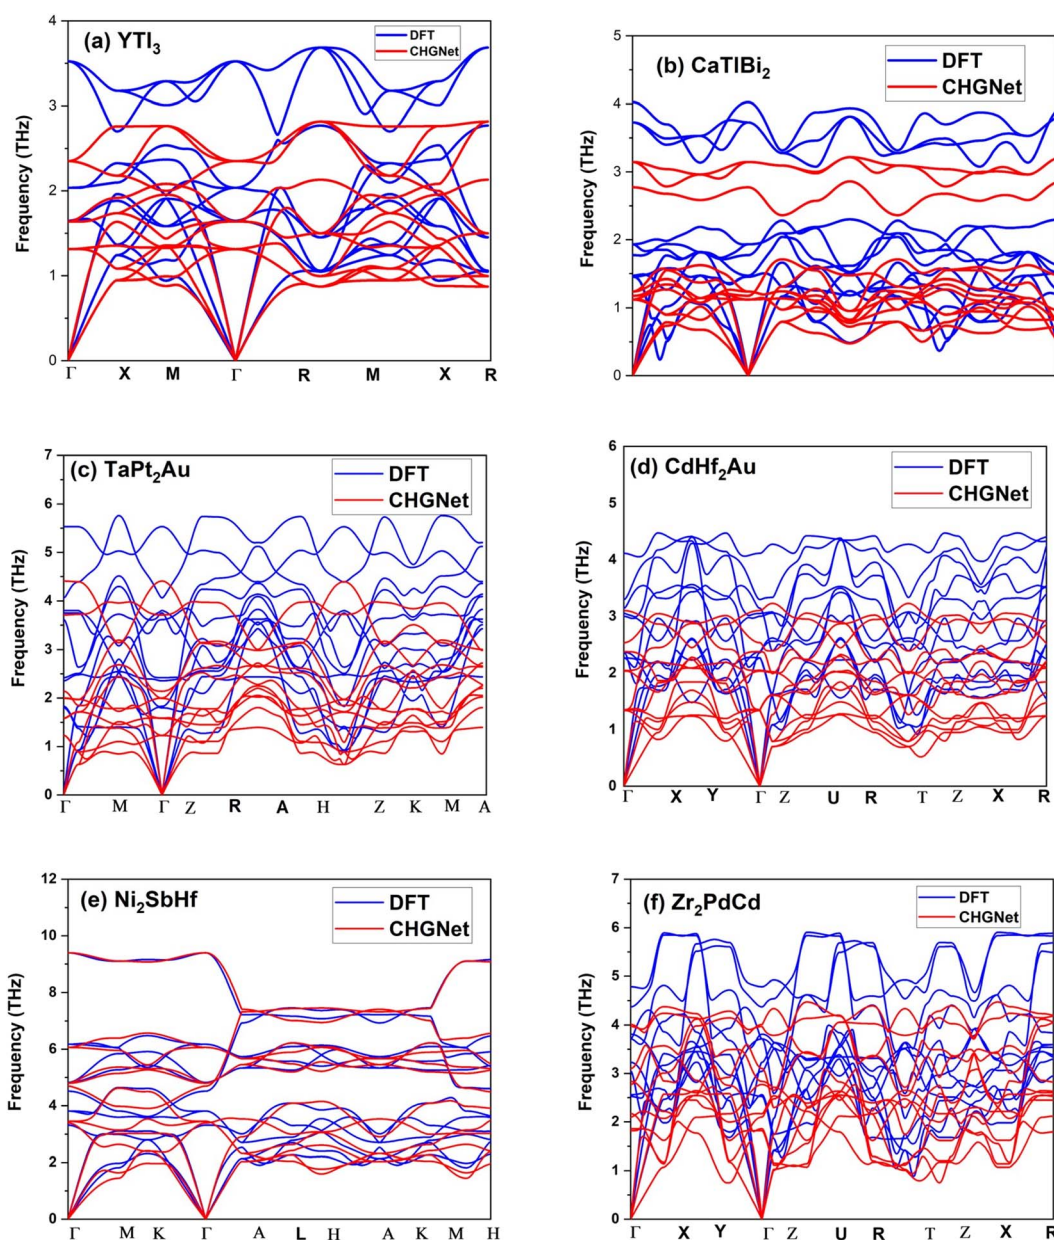 (a) YTl₃
DFT
CHGNet
Frequency (THz)
4
3
2
1
0
Γ X M Γ R M X R
(b) CaTlBi₂
DFT
CHGNet
Frequency (THz)
5
4
3
2
1
0
(c) TaPt₂Au
DFT
CHGNet
Frequency (THz)
7
6
5
4
3
2
1
0
Γ M Γ Z R A H Z K M A
(d) CdHf₂Au
DFT
CHGNet
Frequency (THz)
6
5
4
3
2
1
0
Γ X Y Γ Z U R T Z X R
(e) Ni₂SbHf
DFT
CHGNet
Frequency (THz)
12
10
8
6
4
2
0
Γ M K Γ A L H A K M H
(f) Zr₂PdCd
DFT
CHGNet
Frequency (THz)
7
6
5
4
3
2
1
0
Γ X Y Γ Z U R T Z X R